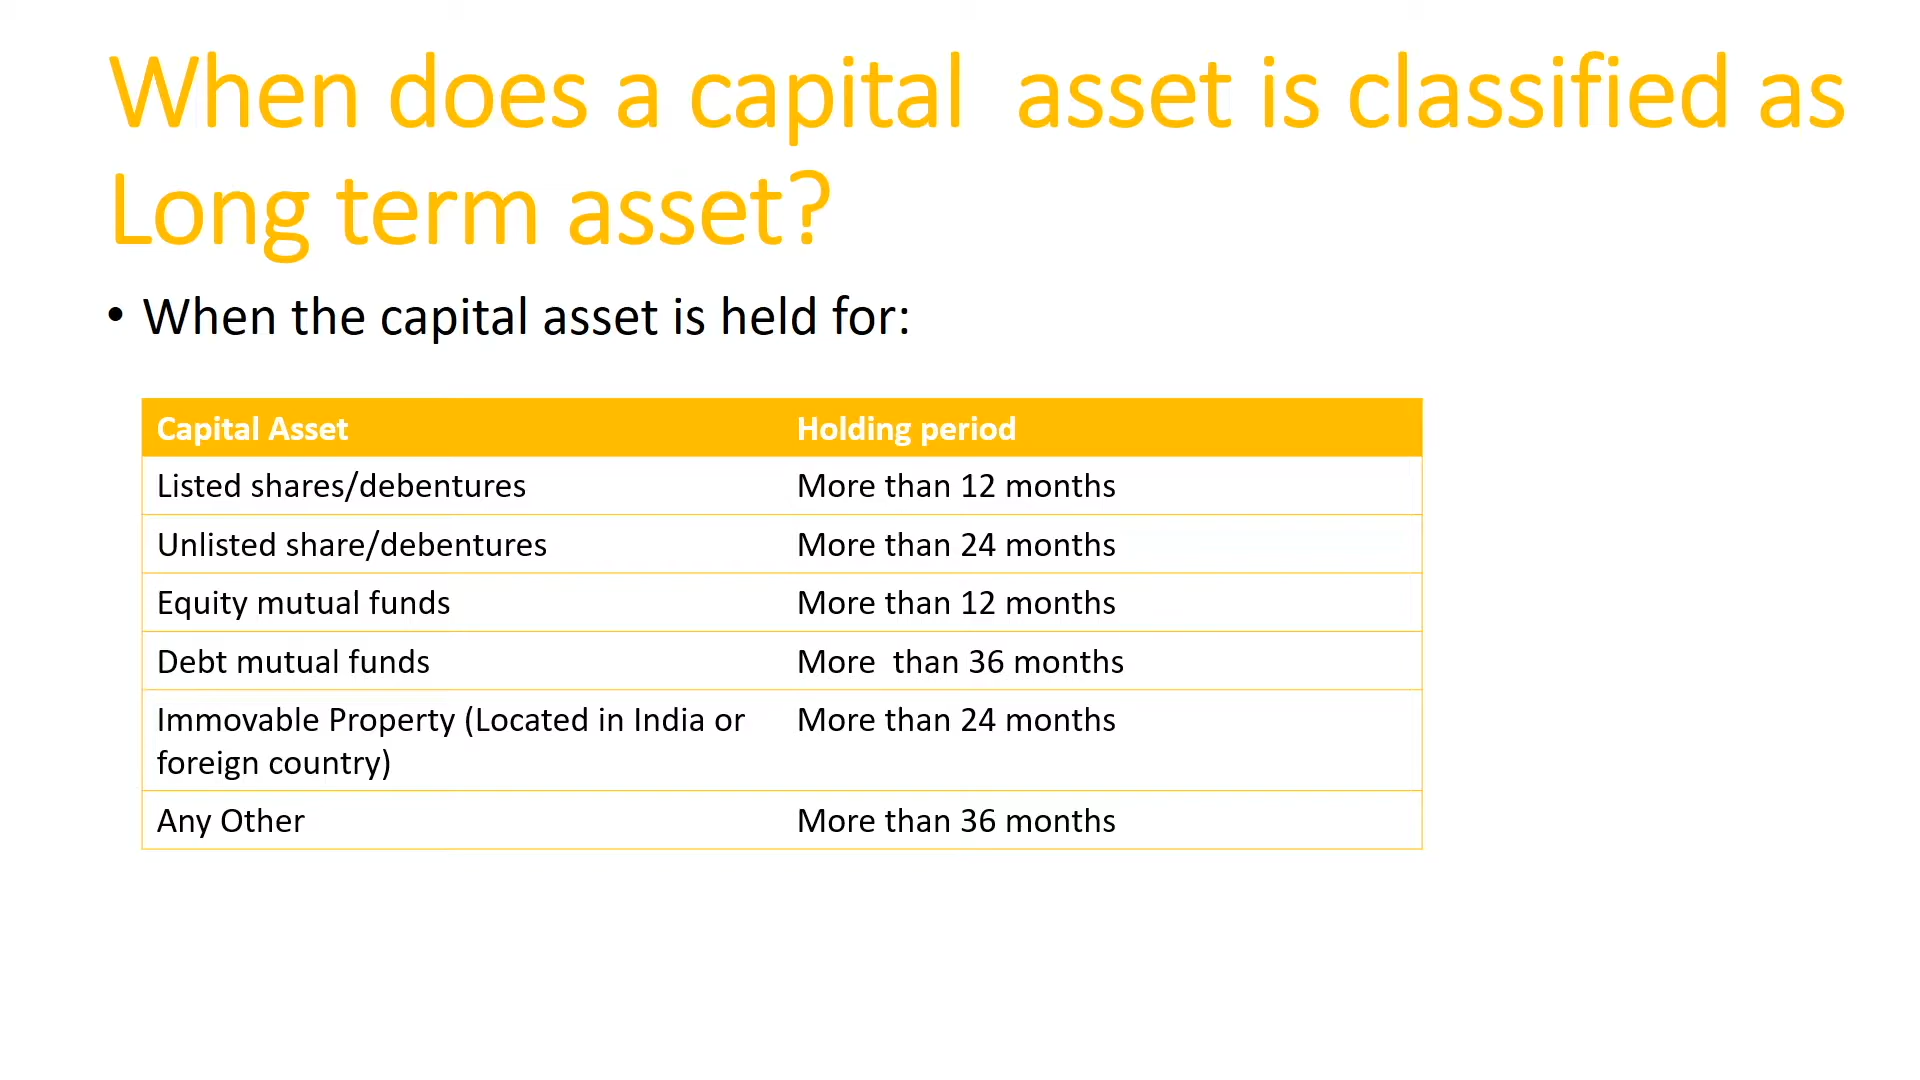 When does a capital  asset is classified as
Long term asset?
• When the capital asset is held for:
Capital Asset Holding period
Listed shares/debentures More than 12 months
Unlisted share/debentures More than 24 months
Equity mutual funds More than 12 months
Debt mutual funds More  than 36 months
Immovable Property (Located in India or More than 24 months
foreign country)
Any Other More than 36 months